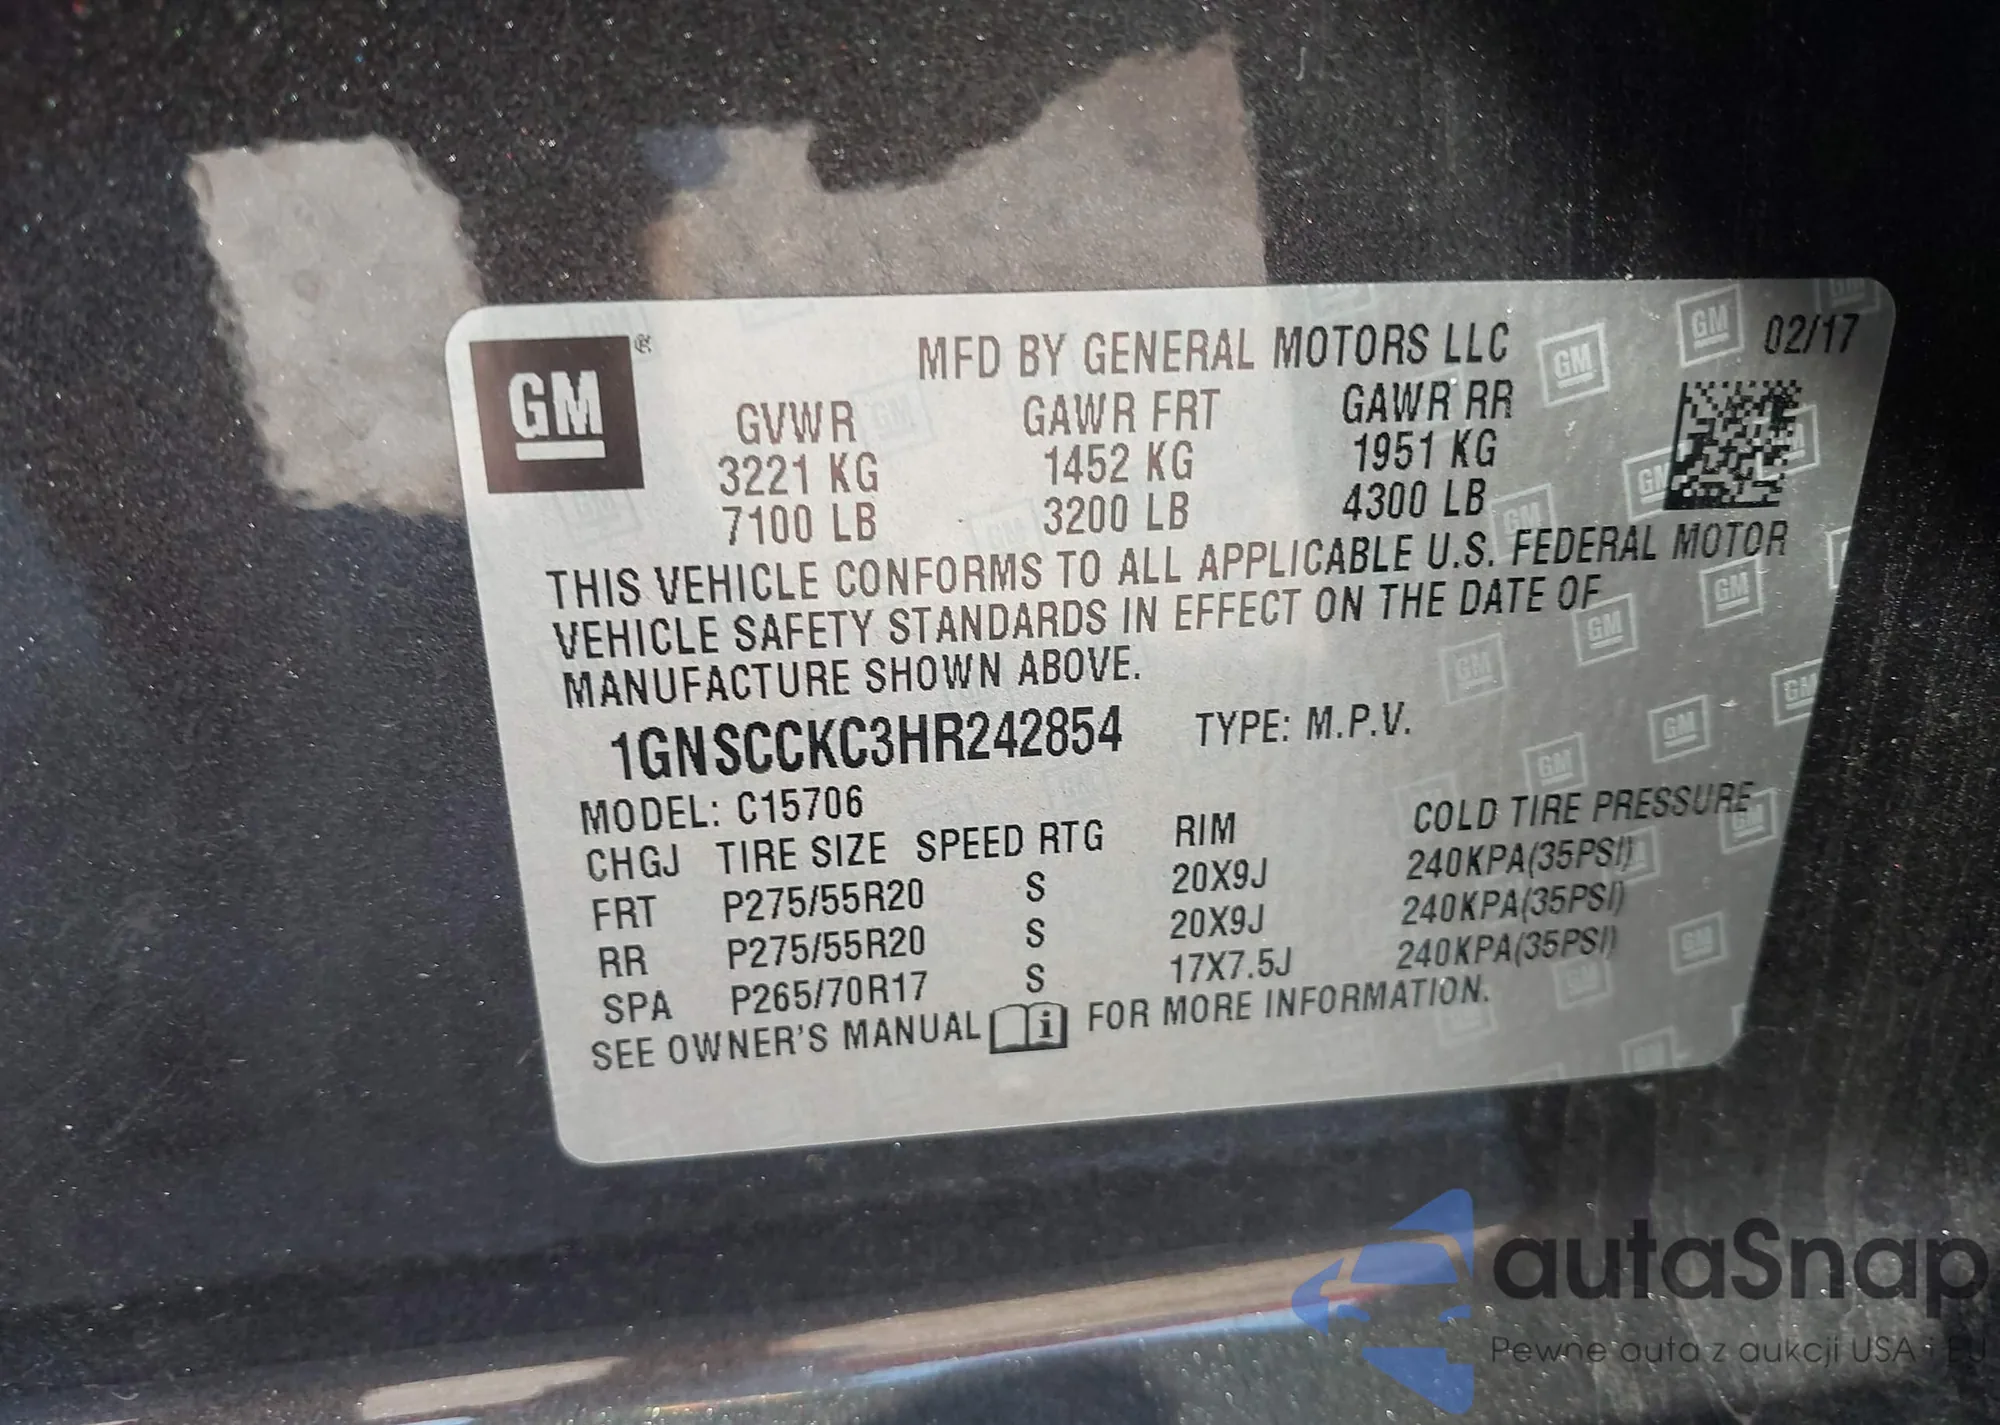 GM®
MFD BY GENERAL MOTORS LLC 02/17
GVWR GAWR FRT GAWR RR
3221 KG 1452 KG 1951 KG
7100 LB 3200 LB 4300 LB
THIS VEHICLE CONFORMS TO ALL APPLICABLE U.S. FEDERAL MOTOR
VEHICLE SAFETY STANDARDS IN EFFECT ON THE DATE OF
MANUFACTURE SHOWN ABOVE.
1GNSCCKC3HR242854 TYPE: M.P.V.
MODEL: C15706
CHGJ TIRE SIZE SPEED RTG RIM COLD TIRE PRESSURE
FRT P275/55R20 S 20X9J 240KPA(35PSI)
RR P275/55R20 S 20X9J 240KPA(35PSI)
SPA P265/70R17 S 17X7.5J 240KPA(35PSI)
SEE OWNER'S MANUAL i FOR MORE INFORMATION.
autaSnap
Pewne auta z aukcji USA i EU